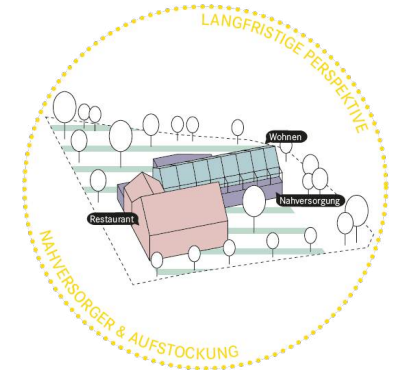 LANGFRISTIGE PERSPEKTIVE
Wohnen
Nahversorgung
Restaurant
NAHVERSORGER & AUFSTOCKUNG